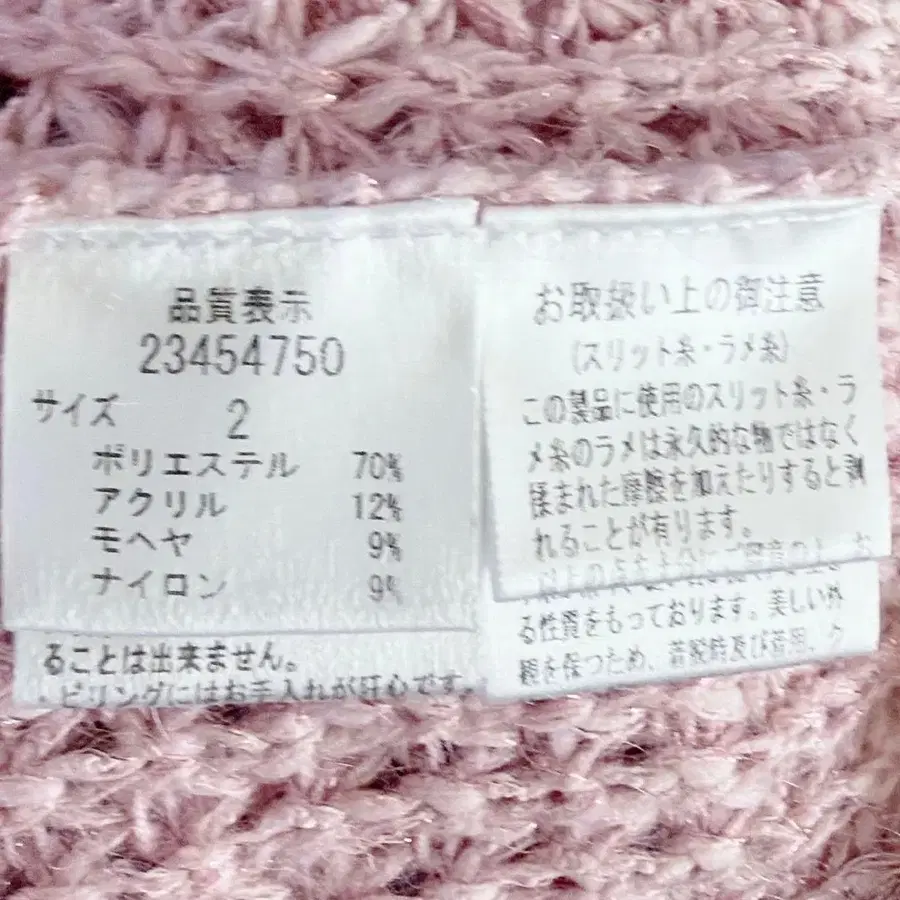 品質表示
23454750
サイズ 2
ポリエステル 70%
アクリル 12%
モヘヤ 9%
ナイロン 9%
ることは出来ません。
・ピリングにはお手入れが肝心です。
お取扱い上の御注意
(スリット糸・ラメ糸)
この製品に使用のスリット糸・ラ
メ糸のラメは永久的な物ではなく
揉まれた摩擦を加えたりすると剥
れることが有ります。
る性質をもっております。美しい外
観を保つため、着脱時及び着用、